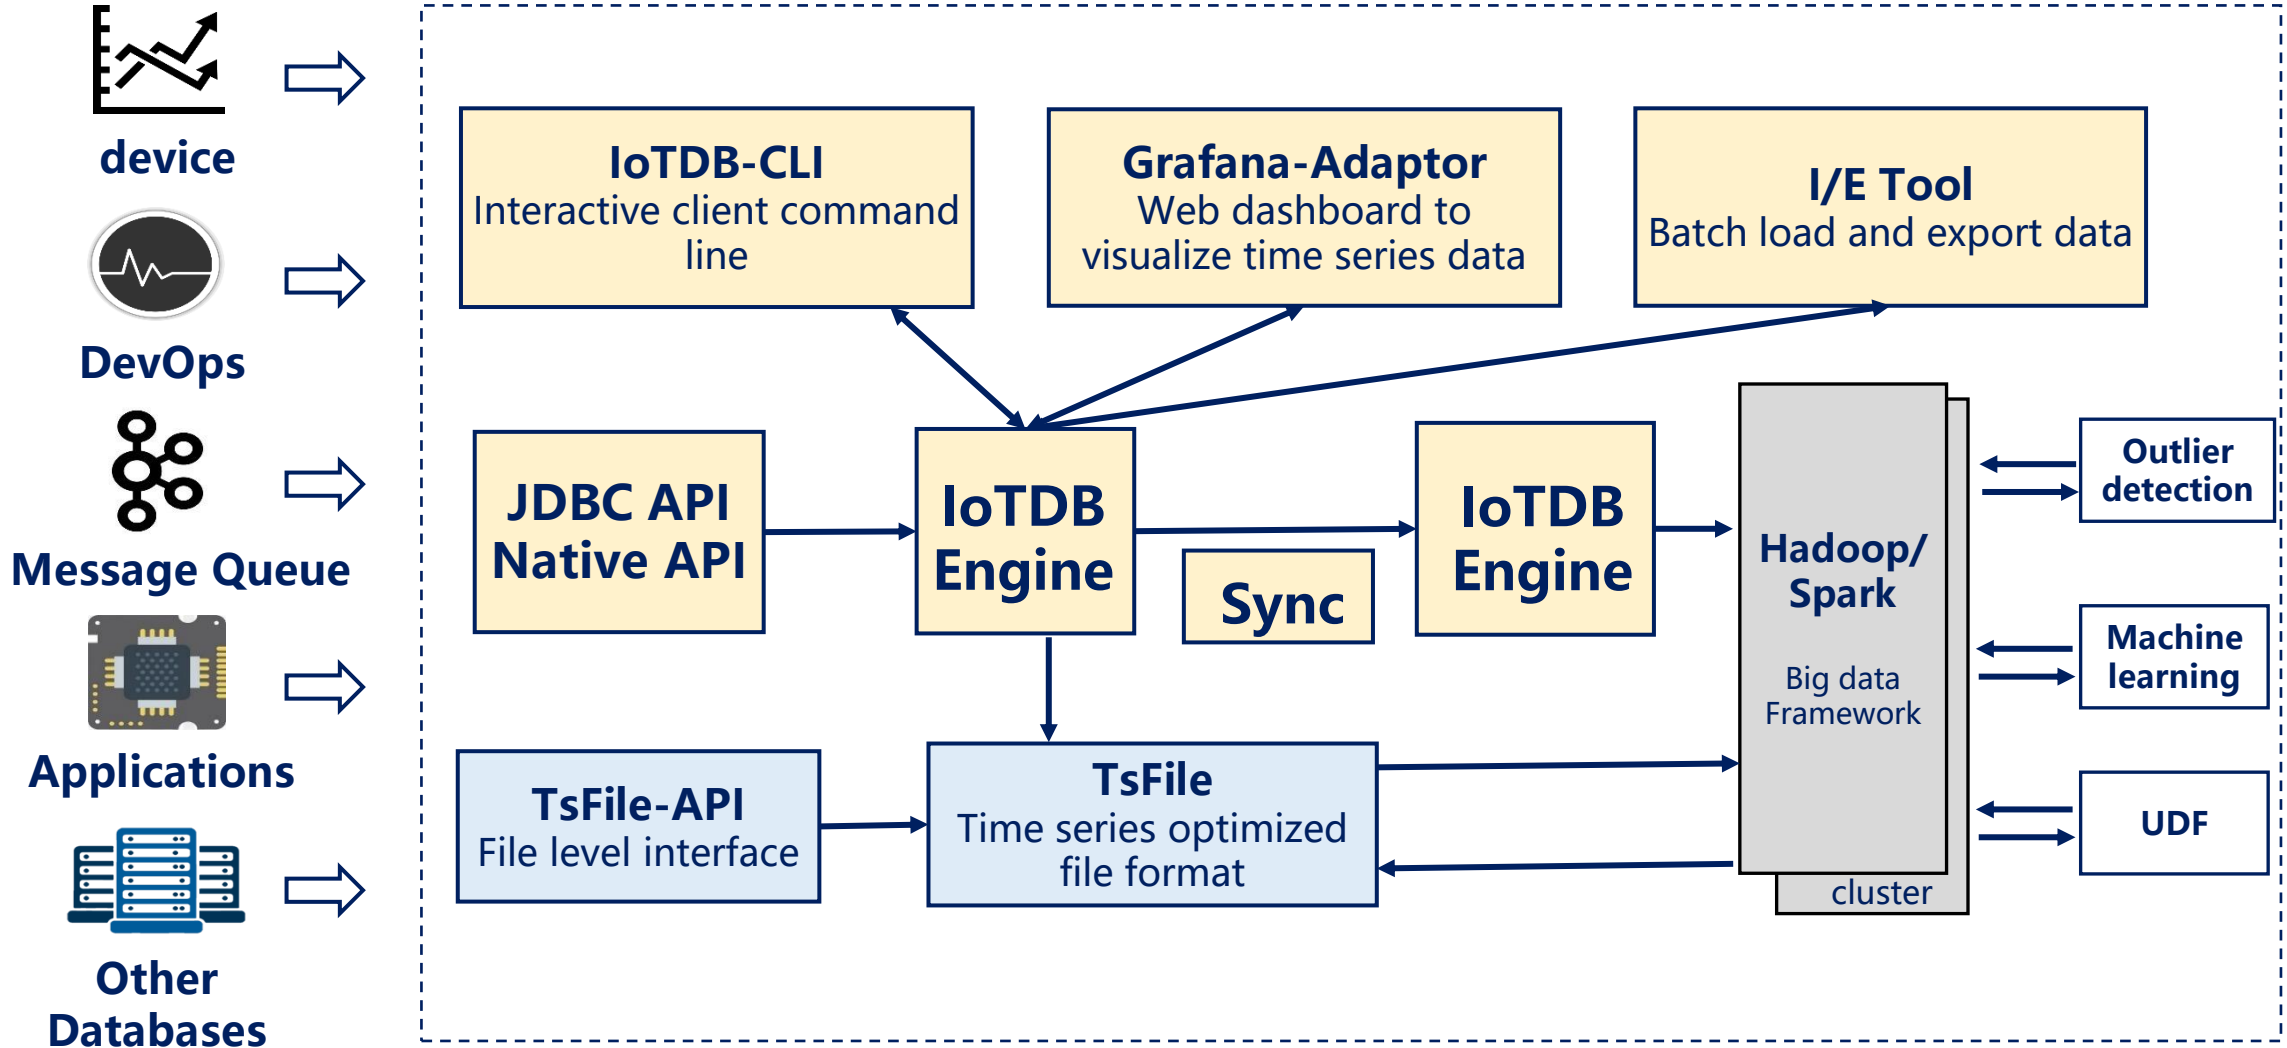 device
DevOps
Message Queue
Applications
Other
Databases
IoTDB-CLI
Interactive client command
line
Grafana-Adaptor
Web dashboard to
visualize time series data
I/E Tool
Batch load and export data
JDBC API
Native API
IoTDB
Engine
Sync
IoTDB
Engine
Hadoop/
Spark
Big data
Framework
cluster
Outlier
detection
Machine
learning
UDF
TsFile-API
File level interface
TsFile
Time series optimized
file format